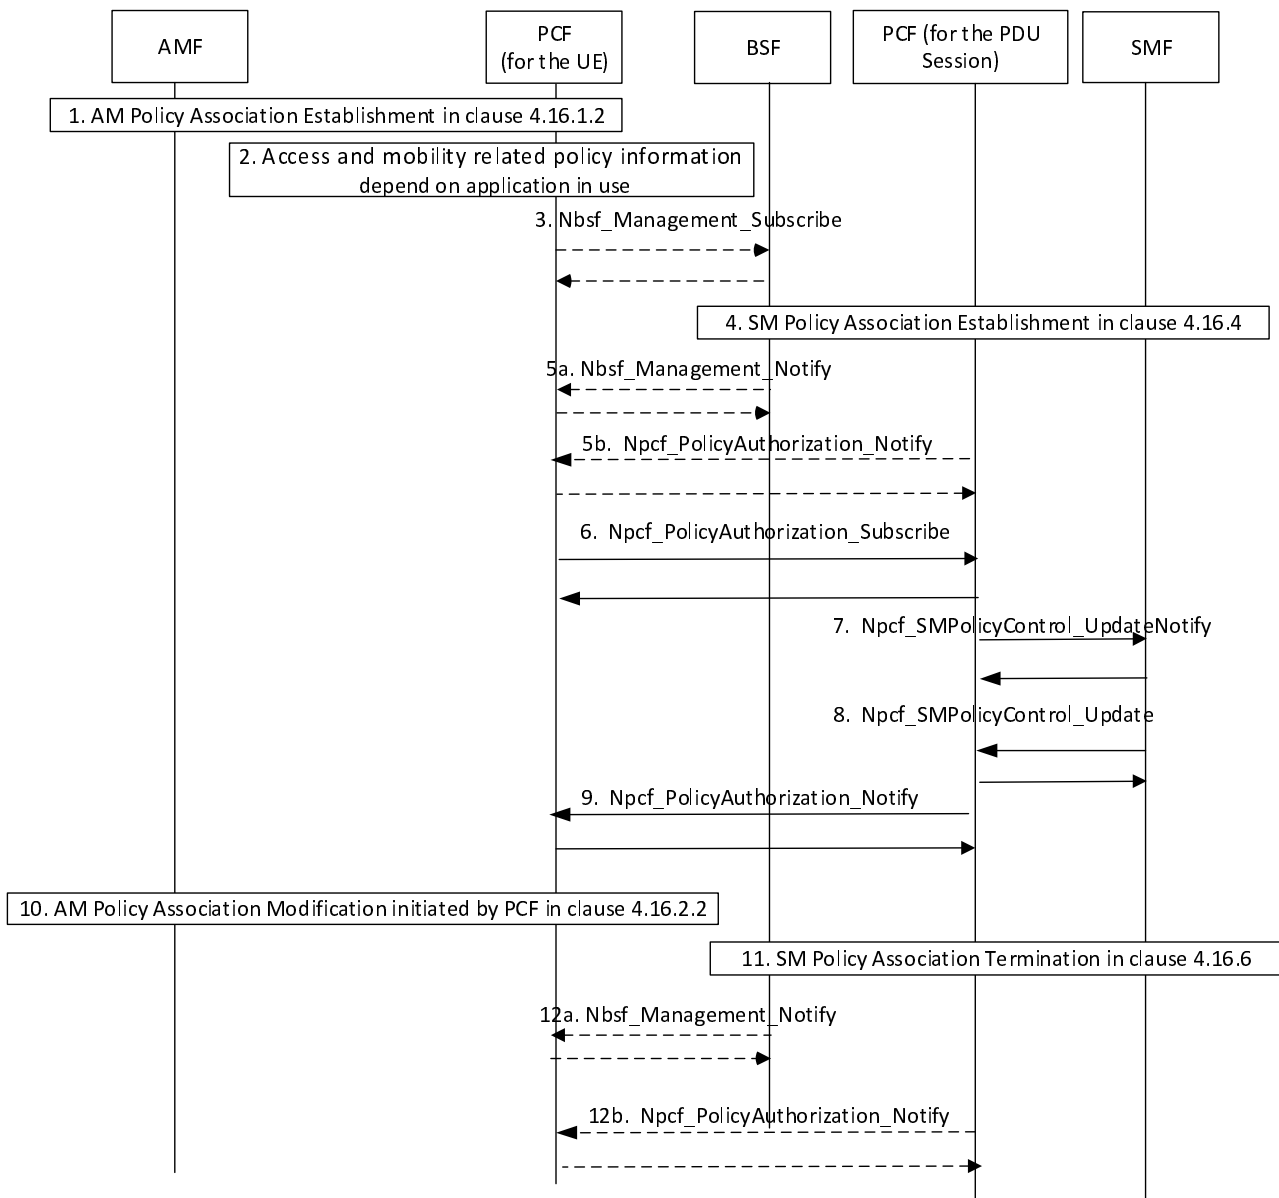 AMF
PCF
(for the UE)
BSF
PCF (for the PDU
Session)
SMF
1. AM Policy Association Establishment in clause 4.16.1.2
2. Access and mobility related policy information
depend on application in use
3. Nbsf_Management_Subscribe
4. SM Policy Association Establishment in clause 4.16.4
5a. Nbsf_Management_Notify
5b. Npcf_PolicyAuthorization_Notify
6. Npcf_PolicyAuthorization_Subscribe
7. Npcf_SMPolicyControl_UpdateNotify
8. Npcf_SMPolicyControl_Update
9. Npcf_PolicyAuthorization_Notify
10. AM Policy Association Modification initiated by PCF in clause 4.16.2.2
11. SM Policy Association Termination in clause 4.16.6
12a. Nbsf_Management_Notify
12b. Npcf_PolicyAuthorization_Notify